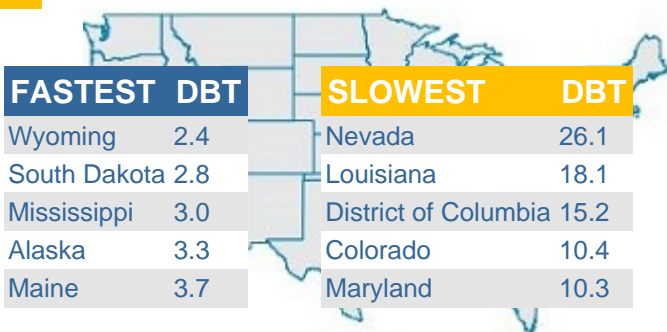 FASTEST DBT
Wyoming 2.4
South Dakota 2.8
Mississippi 3.0
Alaska 3.3
Maine 3.7
SLOWEST DBT
Nevada 26.1
Louisiana 18.1
District of Columbia 15.2
Colorado 10.4
Maryland 10.3